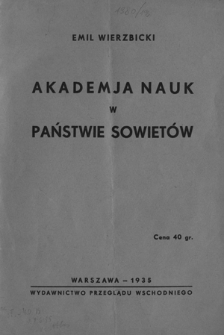 EMIL WIERZBICKI
AKADEMJA NAUK
W
PAŃSTWIE SOWIETÓW
Cena 40 gr.
WARSZAWA — 1935
WYDAWNICTWO PRZEGLĄDU WSCHODNIEGO